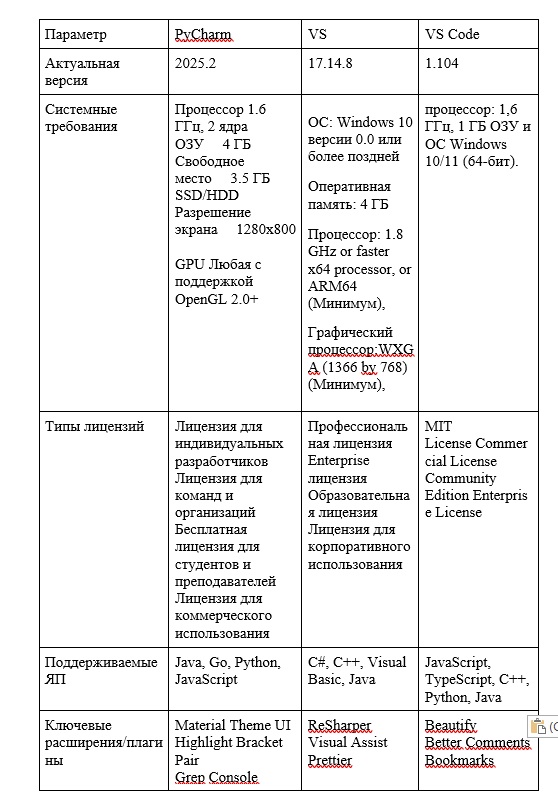 Параметр
PyCharm
VS
VS Code
Актуальная
версия
2025.2
17.14.8
1.104
Системные
требования
Процессор 1.6
ГГц, 2 ядра
ОЗУ 4 ГБ
Свободное
место 3.5 ГБ
SSD/HDD
Разрешение
экрана 1280x800
GPU Любая с
поддержкой
OpenGL 2.0+
ОС: Windows 10
версии 0.0 или
более поздней
Оперативная
память: 4 ГБ
Процессор: 1.8
GHz or faster
x64 processor, or
ARM64
(Минимум),
Графический
процессор:WXG
A (1366 by 768)
(Минимум),
процессор: 1,6
ГГц, 1 ГБ ОЗУ и
ОС Windows
10/11 (64-бит).
Типы лицензий
Лицензия для
индивидуальных
разработчиков
Лицензия для
команд и
организаций
Бесплатная
лицензия для
студентов и
преподавателей
Лицензия для
коммерческого
использования
Профессиональ
ная лицензия
Enterprise
лицензия
Образовательна
я лицензия
Лицензия для
корпоративного
использования
MIT
License Commer
cial License
Community
Edition Enterpris
e License
Поддерживаемые
ЯП
Java, Go, Python,
JavaScript
C#, C++, Visual
Basic, Java
JavaScript,
TypeScript, C++,
Python, Java
Ключевые
расширения/плаги
ны
Material Theme UI
Highlight Bracket
Pair
Grep Console
ReSharper
Visual Assist
Prettier
Beautify
Better Comments
Bookmarks